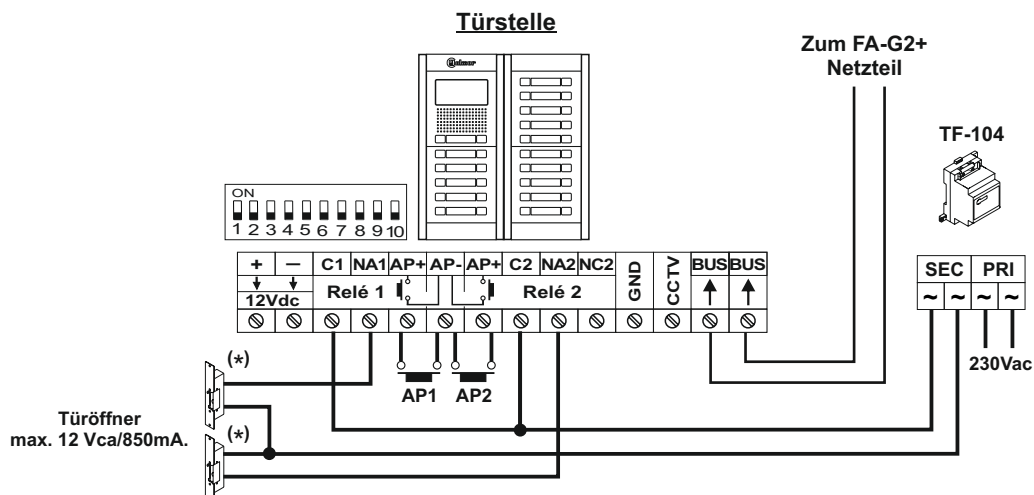 Türstelle
Zum FA-G2+
Netzteil
TF-104
ON
1 2 3 4 5 6 7 8 9 10
+ − C1 NA1 AP+ AP- AP+ C2 NA2 NC2 GND CCTV BUS BUS
12Vdc Relé 1 Relé 2
SEC PRI
~ ~ ~ ~
230Vac
AP1 AP2
(*)
(*)
Türöffner
max. 12 Vca/850mA.